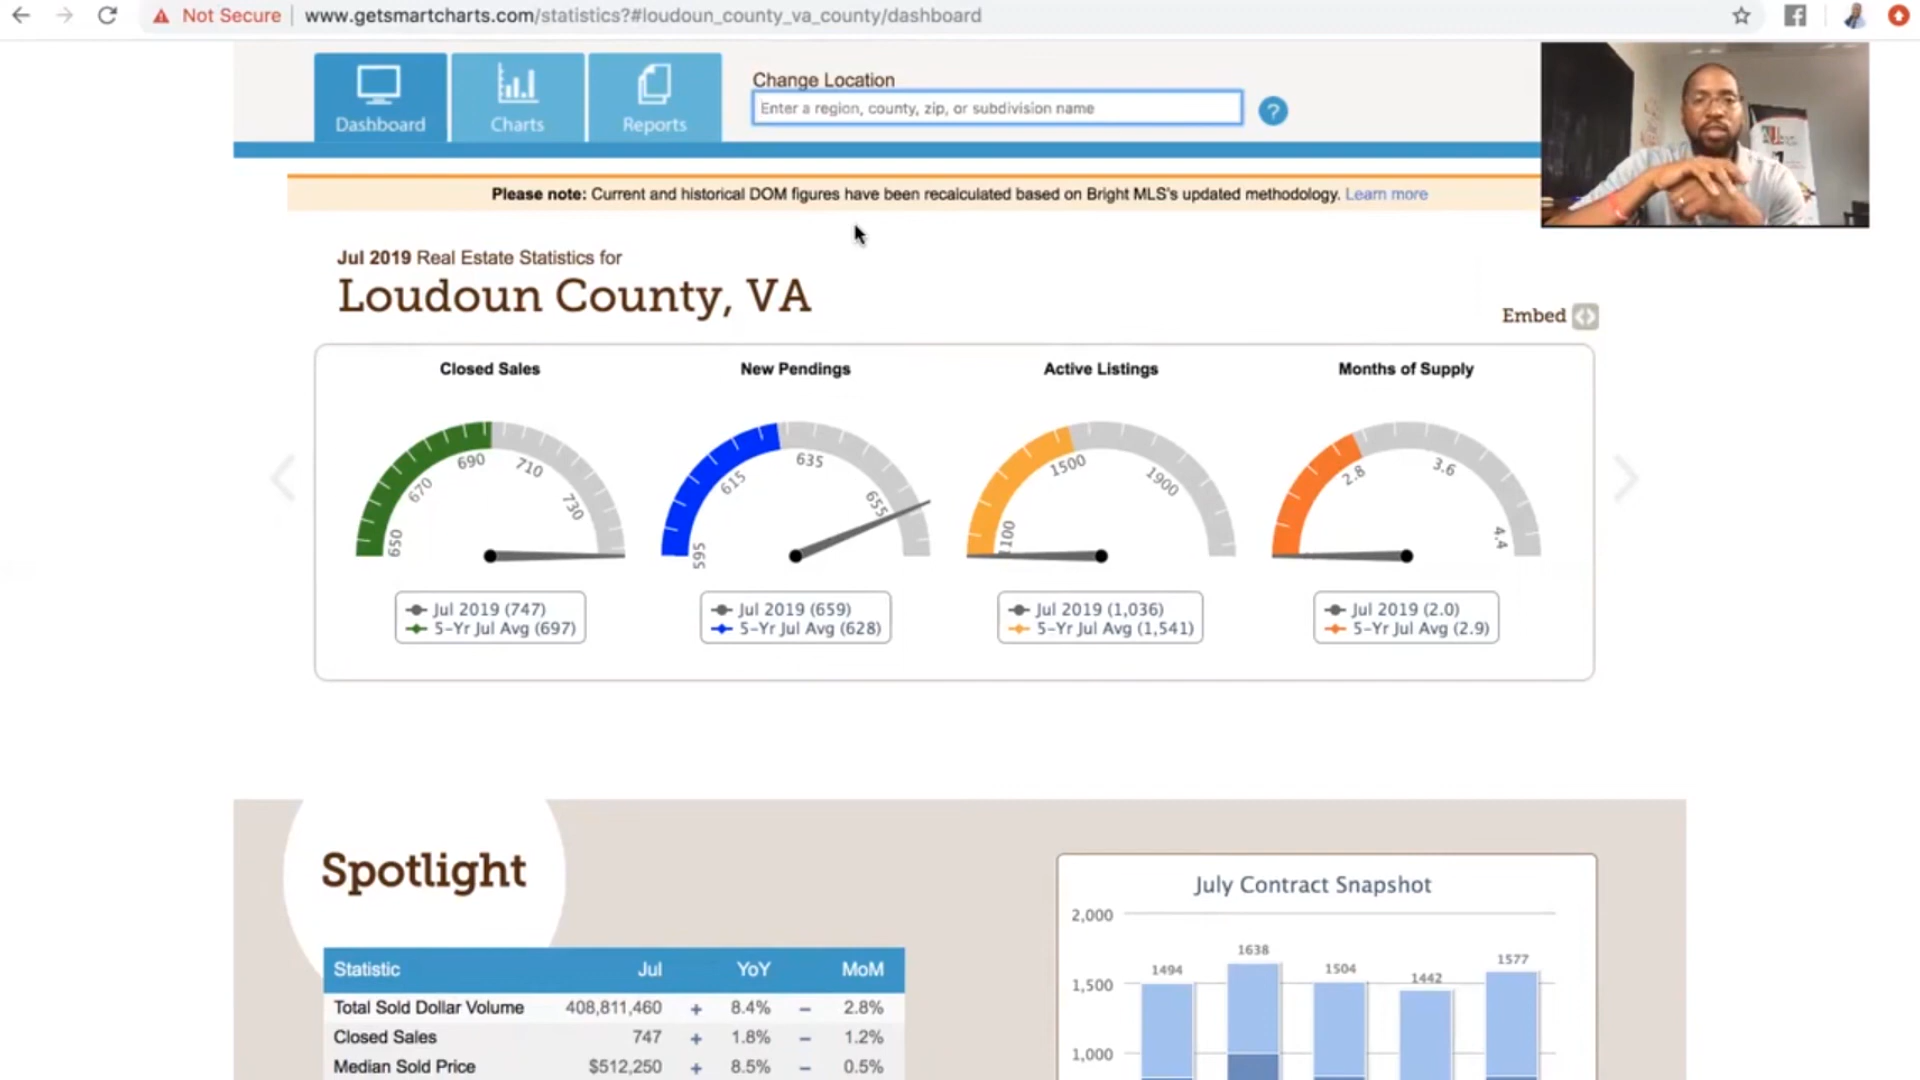 Not Secure www.getsmartcharts.com/statistics?#loudoun_county_va_county/dashboard
Dashboard
Charts
Reports
Change Location
Enter a region, county, zip, or subdivision name
?
Please note: Current and historical DOM figures have been recalculated based on Bright MLS's updated methodology. Learn more
Jul 2019 Real Estate Statistics for
Loudoun County, VA
Embed
Closed Sales
650
670
690
710
730
Jul 2019 (747)
5-Yr Jul Avg (697)
New Pendings
595
615
635
655
Jul 2019 (659)
5-Yr Jul Avg (628)
Active Listings
1100
1500
1900
Jul 2019 (1,036)
5-Yr Jul Avg (1,541)
Months of Supply
2.8
3.6
4.4
Jul 2019 (2.0)
5-Yr Jul Avg (2.9)
Spotlight
Statistic Jul YoY MoM
Total Sold Dollar Volume 408,811,460 + 8.4% – 2.8%
Closed Sales 747 + 1.8% – 1.2%
Median Sold Price $512,250 + 8.5% – 0.5%
July Contract Snapshot
2,000
1,500
1,000
1494
1638
1504
1442
1577